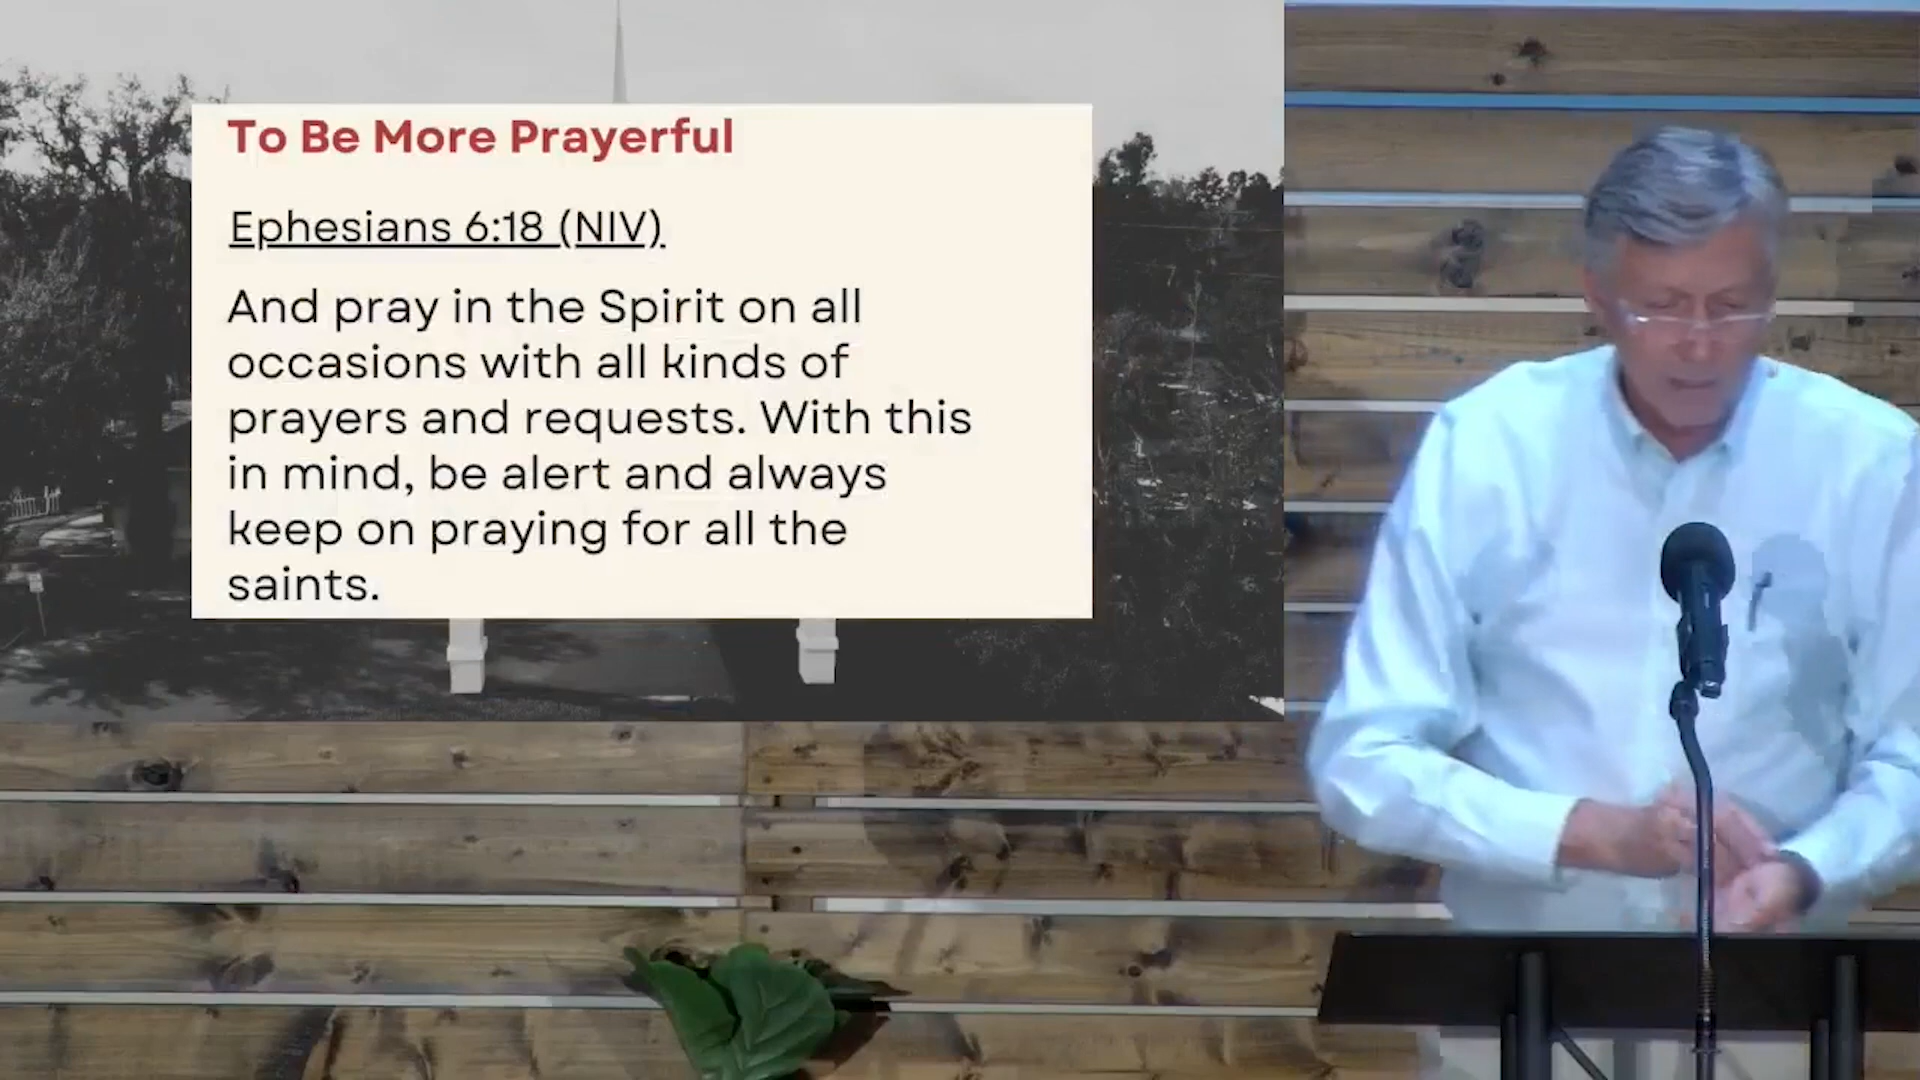 To Be More Prayerful
Ephesians 6:18 (NIV)
And pray in the Spirit on all
occasions with all kinds of
prayers and requests. With this
in mind, be alert and always
keep on praying for all the
saints.